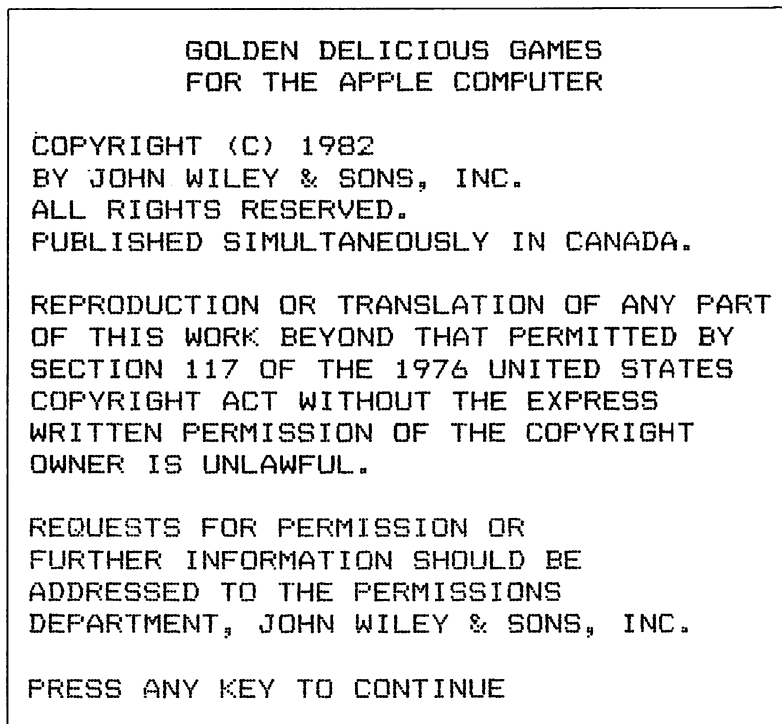 GOLDEN DELICIOUS GAMES
FOR THE APPLE COMPUTER
COPYRIGHT (C) 1982
BY JOHN WILEY & SONS, INC.
ALL RIGHTS RESERVED.
PUBLISHED SIMULTANEOUSLY IN CANADA.
REPRODUCTION OR TRANSLATION OF ANY PART
OF THIS WORK BEYOND THAT PERMITTED BY
SECTION 117 OF THE 1976 UNITED STATES
COPYRIGHT ACT WITHOUT THE EXPRESS
WRITTEN PERMISSION OF THE COPYRIGHT
OWNER IS UNLAWFUL.
REQUESTS FOR PERMISSION OR
FURTHER INFORMATION SHOULD BE
ADDRESSED TO THE PERMISSIONS
DEPARTMENT, JOHN WILEY & SONS, INC.
PRESS ANY KEY TO CONTINUE